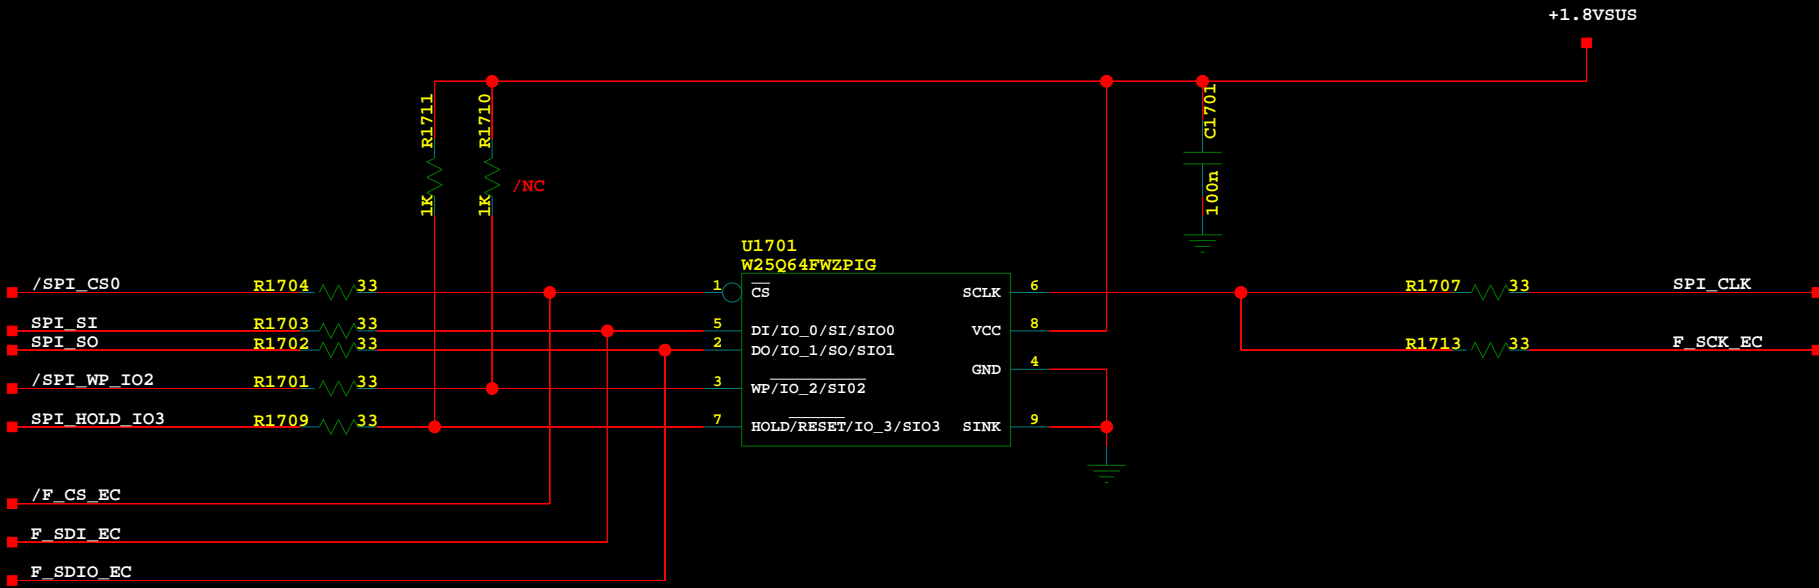 +1.8VSUS
R1711
1K
R1710
1K
/NC
C1701
100n
U1701
W25Q64FWZPIG
/SPI_CS0
R1704 33
1 CS
SCLK 6
R1707 33
SPI_CLK
SPI_SI
R1703 33
5 DI/IO_0/SI/SIO0
VCC 8
SPI_SO
R1702 33
2 DO/IO_1/SO/SIO1
R1713 33
F_SCK_EC
GND 4
/SPI_WP_IO2
R1701 33
3 WP/IO_2/SI02
SPI_HOLD_IO3
R1709 33
7 HOLD/RESET/IO_3/SIO3
SINK 9
/F_CS_EC
F_SDI_EC
F_SDIO_EC